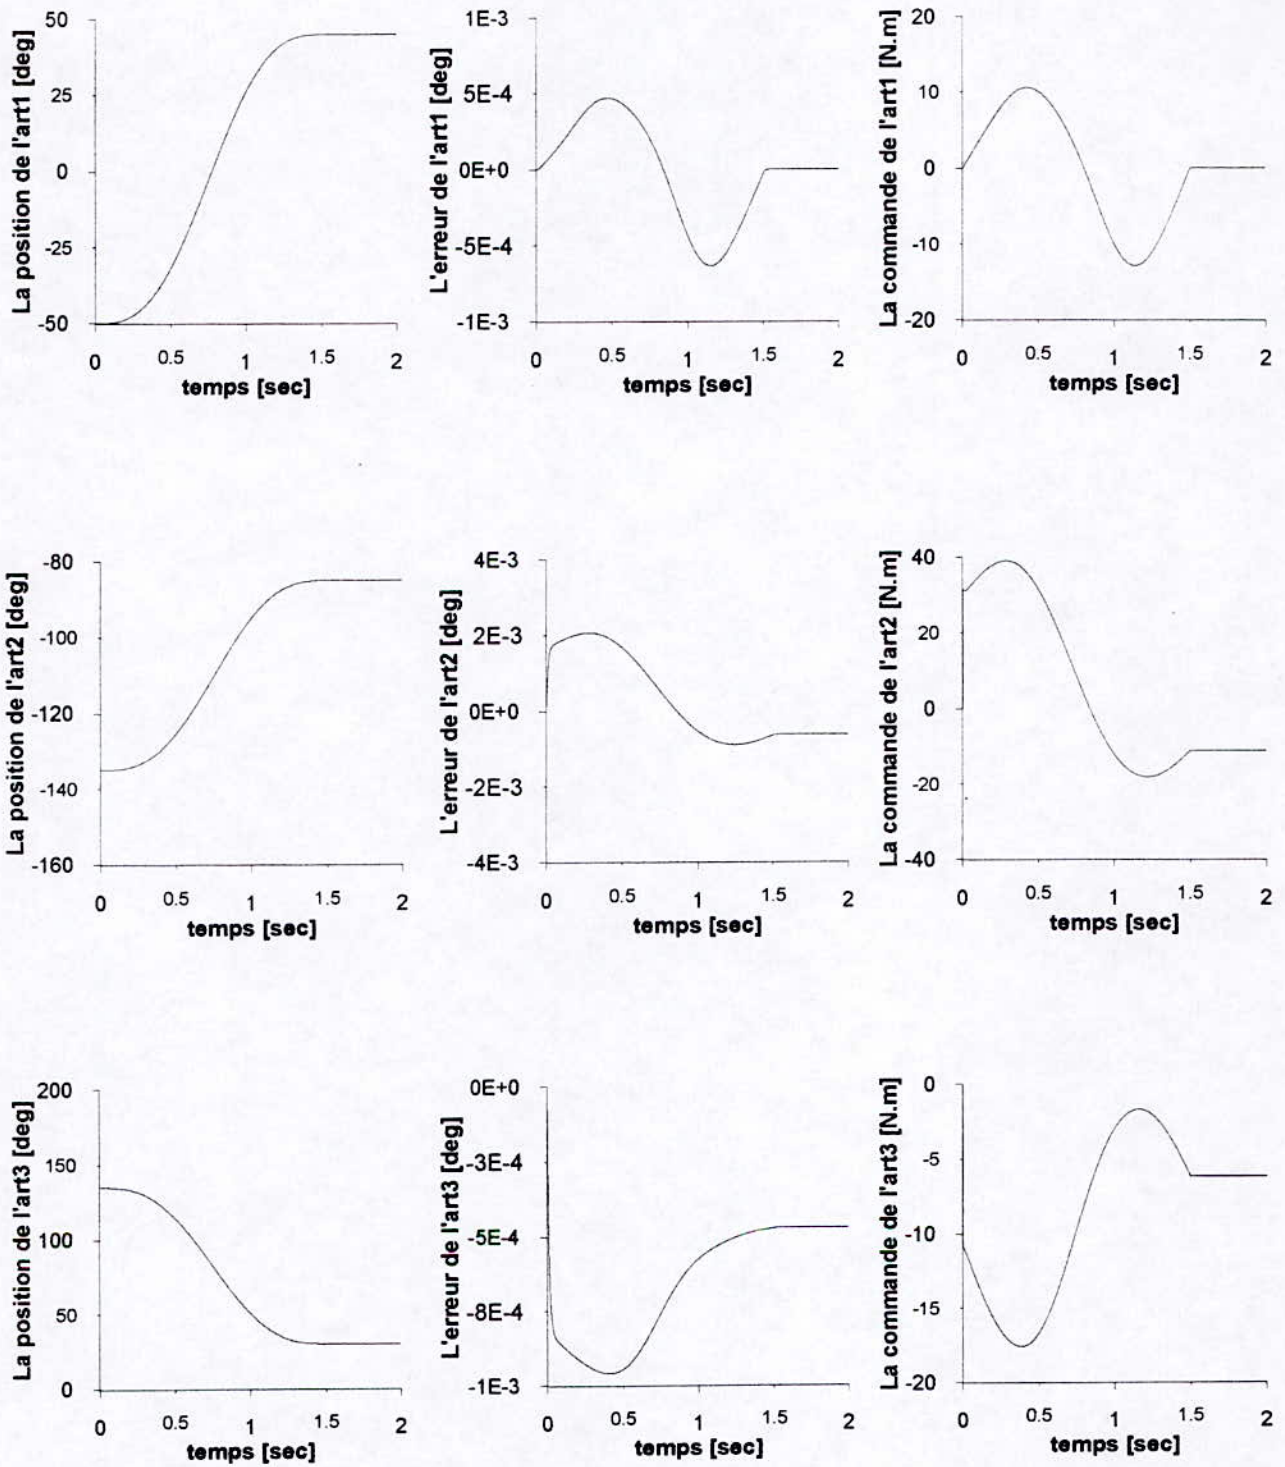 La position de l'art1 [deg]
50
25
0
-25
-50
0 0.5 1 1.5 2
temps [sec]
L'erreur de l'art1 [deg]
1E-3
5E-4
0E+0
-5E-4
-1E-3
0 0.5 1 1.5 2
temps [sec]
La commande de l'art1 [N.m]
20
10
0
-10
-20
0 0.5 1 1.5 2
temps [sec]
La position de l'art2 [deg]
-80
-100
-120
-140
-160
0 0.5 1 1.5 2
temps [sec]
L'erreur de l'art2 [deg]
4E-3
2E-3
0E+0
-2E-3
-4E-3
0 0.5 1 1.5 2
temps [sec]
La commande de l'art2 [N.m]
40
20
0
-20
-40
0 0.5 1 1.5 2
temps [sec]
La position de l'art3 [deg]
200
150
100
50
0
0 0.5 1 1.5 2
temps [sec]
L'erreur de l'art3 [deg]
0E+0
-3E-4
-5E-4
-8E-4
-1E-3
0 0.5 1 1.5 2
temps [sec]
La commande de l'art3 [N.m]
0
-5
-10
-15
-20
0 0.5 1 1.5 2
temps [sec]